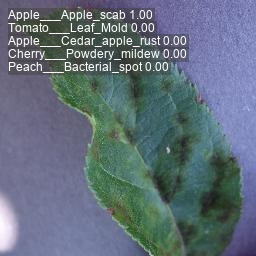 Apple___Apple_scab 1.00
Tomato___Leaf_Mold 0.00
Apple___Cedar_apple_rust 0.00
Cherry___Powdery_mildew 0.00
Peach___Bacterial_spot 0.00